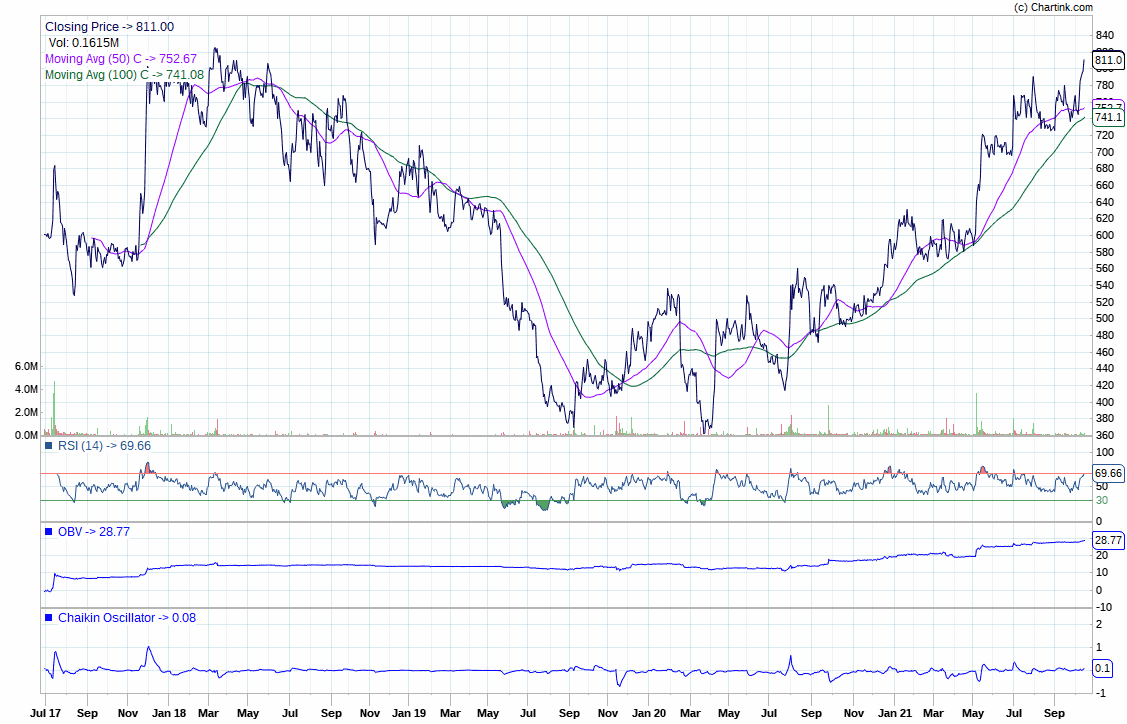 (c) Chartink.com
Closing Price -> 811.00
Vol: 0.1615M
Moving Avg (50) C -> 752.67
Moving Avg (100) C -> 741.08
840
811.0
780
741.1
720
700
680
660
640
620
600
580
560
540
520
500
480
460
440
420
400
380
360
6.0M
4.0M
2.0M
0.0M
RSI (14) -> 69.66
100
69.66
50
30
0
OBV -> 28.77
28.77
20
10
0
-10
Chaikin Oscillator -> 0.08
2
1
0.1
-1
Jul 17 Sep Nov Jan 18 Mar May Jul Sep Nov Jan 19 Mar May Jul Sep Nov Jan 20 Mar May Jul Sep Nov Jan 21 Mar May Jul Sep